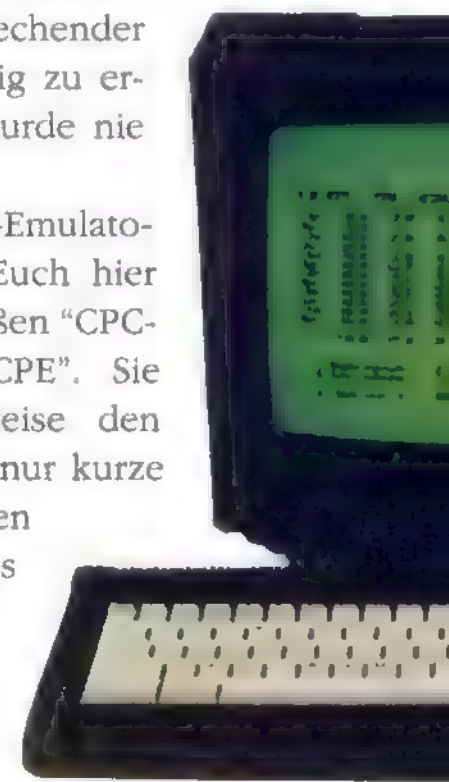 echender
ig zu er-
urde nie
-Emulato-
Euch hier
ßen “CPC-
CPE”. Sie
eise den
nur kurze
en
s